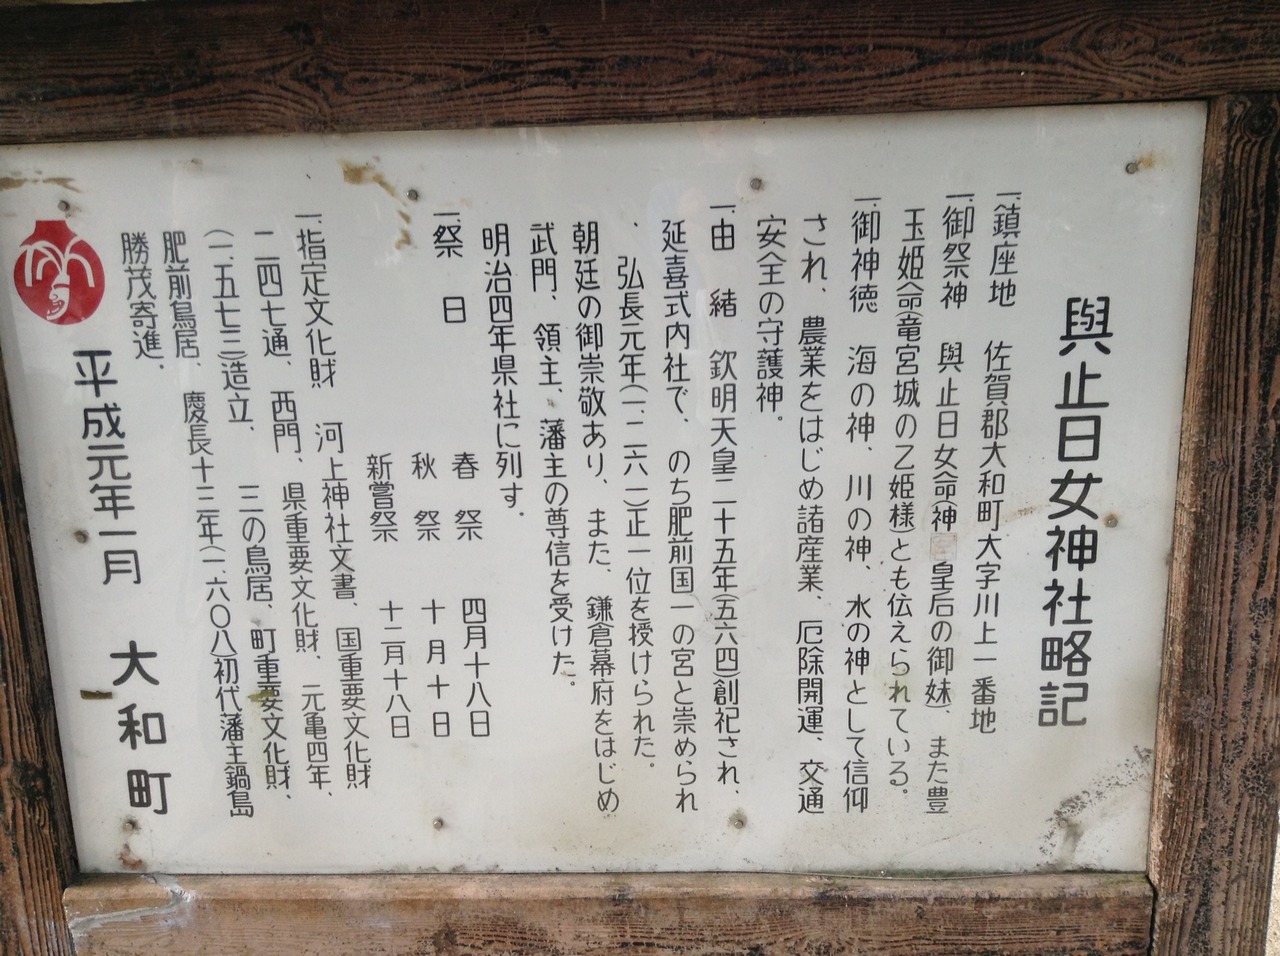 與止日女神社略記
一、鎮座地　佐賀郡大和町大字川上一番地
一、御祭神　與止日女命(神　皇后の御妹)、また豊
玉姫命(竜宮城の乙姫様)とも伝えられている。
一、御神徳　海の神、川の神、水の神として信仰
され、農業をはじめ諸産業、厄除開運、交通
安全の守護神。
一、由　緒　欽明天皇二十五年(五六四)創祀され、
延喜式内社で、のち肥前国一の宮と崇められ
、弘長元年(一、二六一)正一位を授けられた。
朝廷の御崇敬あり、また、鎌倉幕府をはじめ
武門、領主、藩主の尊信を受けた。
明治四年県社に列す.
一、祭　日　春　祭　四月十八日
秋　祭　十月十日
新嘗祭　十二月十八日
一、指定文化財　河上神社文書、国重要文化財
二四七通、西門、県重要文化財、元亀四年、
(一、五七三)造立、三の鳥居、町重要文化財、
肥前鳥居、慶長十三年(一、六〇八)初代藩主鍋島
勝茂寄進.
平成元年一月　大和町